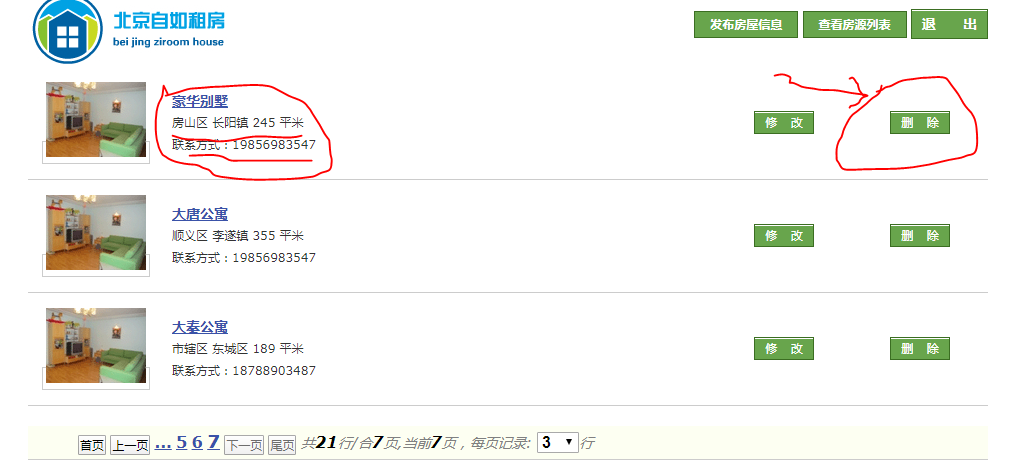 北京自如租房
bei jing ziroom house
发布房屋信息 查看房源列表 退 出
豪华别墅
房山区 长阳镇 245 平米
联系方式：19856983547
修 改 删 除
大唐公寓
顺义区 李遂镇 355 平米
联系方式：19856983547
修 改 删 除
大秦公寓
市辖区 东城区 189 平米
联系方式：18788903487
修 改 删 除
首页 上一页 ... 5 6 7 下一页 尾页 共21行/合7页,当前7页，每页记录: 3 行